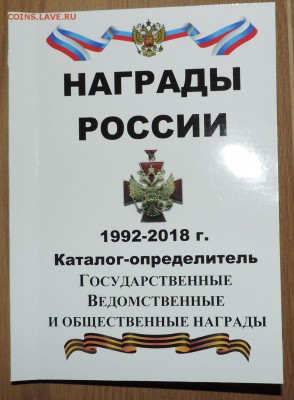 COINS.LAVE.RU
НАГРАДЫ
РОССИИ
1992-2018 г.
Каталог-определитель
ГОСУДАРСТВЕННЫЕ
ВЕДОМСТВЕННЫЕ
И ОБЩЕСТВЕННЫЕ НАГРАДЫ